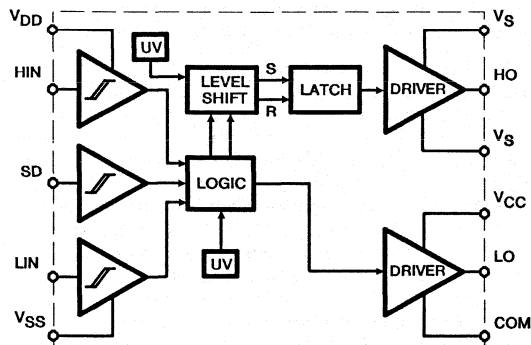 VDD
HIN
SD
LIN
VSS
UV
LEVEL
SHIFT
S
R
LATCH
DRIVER
VS
HO
VS
LOGIC
UV
DRIVER
VCC
LO
COM